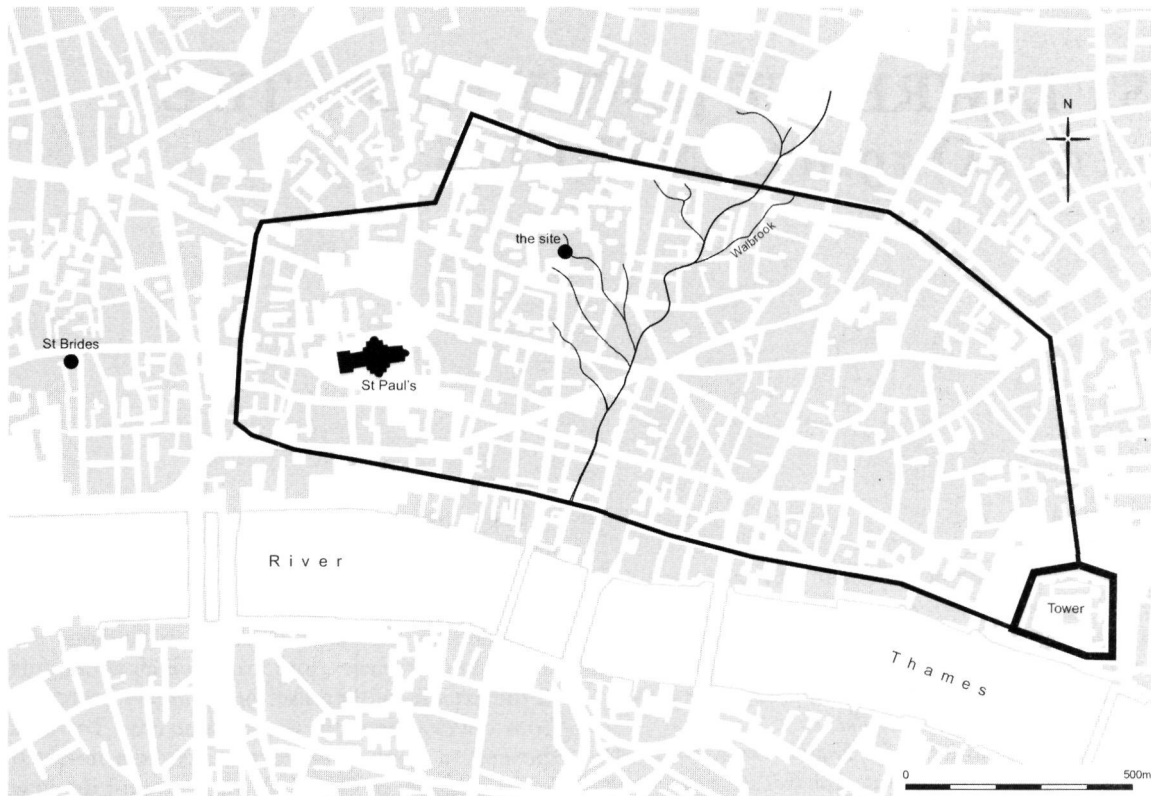 N
the site
Walbrook
St Brides
St Paul's
River
Tower
Thames
0 500m